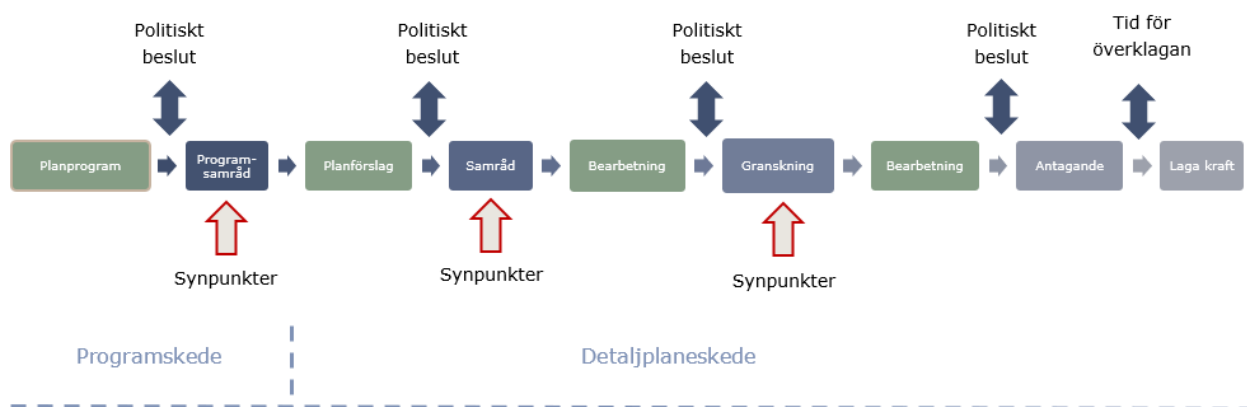 Politiskt
beslut
Politiskt
beslut
Politiskt
beslut
Politiskt
beslut
Tid för
överklagan
Planprogram
Program-
samråd
Planförslag
Samråd
Bearbetning
Granskning
Bearbetning
Antagande
Laga kraft
Synpunkter
Synpunkter
Synpunkter
Programskede
Detaljplaneskede